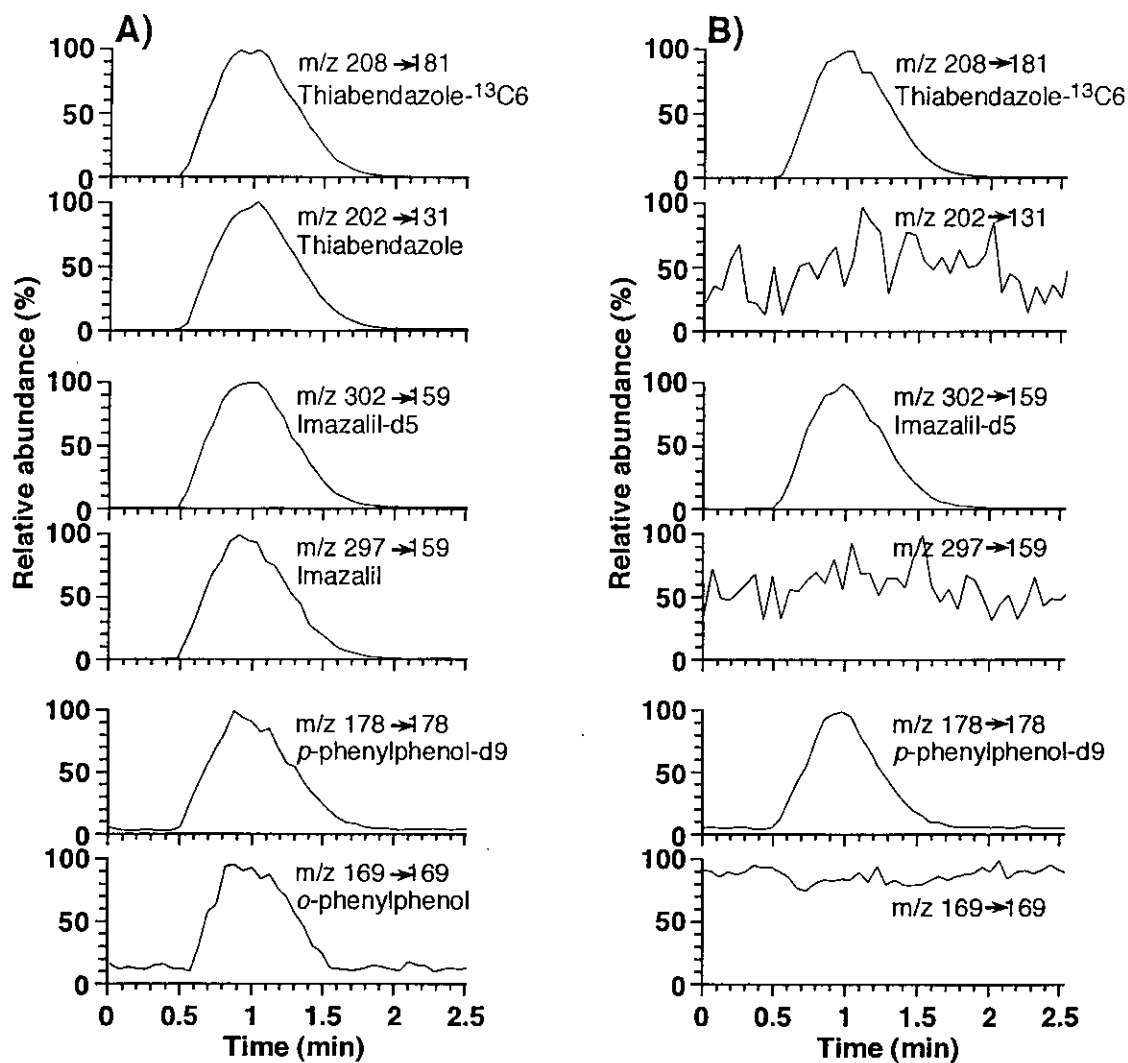 A)
100
50
0
m/z 208→181
Thiabendazole-¹³C6
100
50
0
m/z 202→131
Thiabendazole
100
50
0
m/z 302→159
Imazalil-d5
100
50
0
m/z 297→159
Imazalil
100
50
0
m/z 178→178
p-phenylphenol-d9
100
50
0
m/z 169→169
o-phenylphenol
0 0.5 1 1.5 2 2.5
Time (min)
Relative abundance (%)
B)
100
50
0
m/z 208→181
Thiabendazole-¹³C6
100
50
0
m/z 202→131
100
50
0
m/z 302→159
Imazalil-d5
100
50
0
m/z 297→159
100
50
0
m/z 178→178
p-phenylphenol-d9
100
50
0
m/z 169→169
0 0.5 1 1.5 2 2.5
Time (min)
Relative abundance (%)